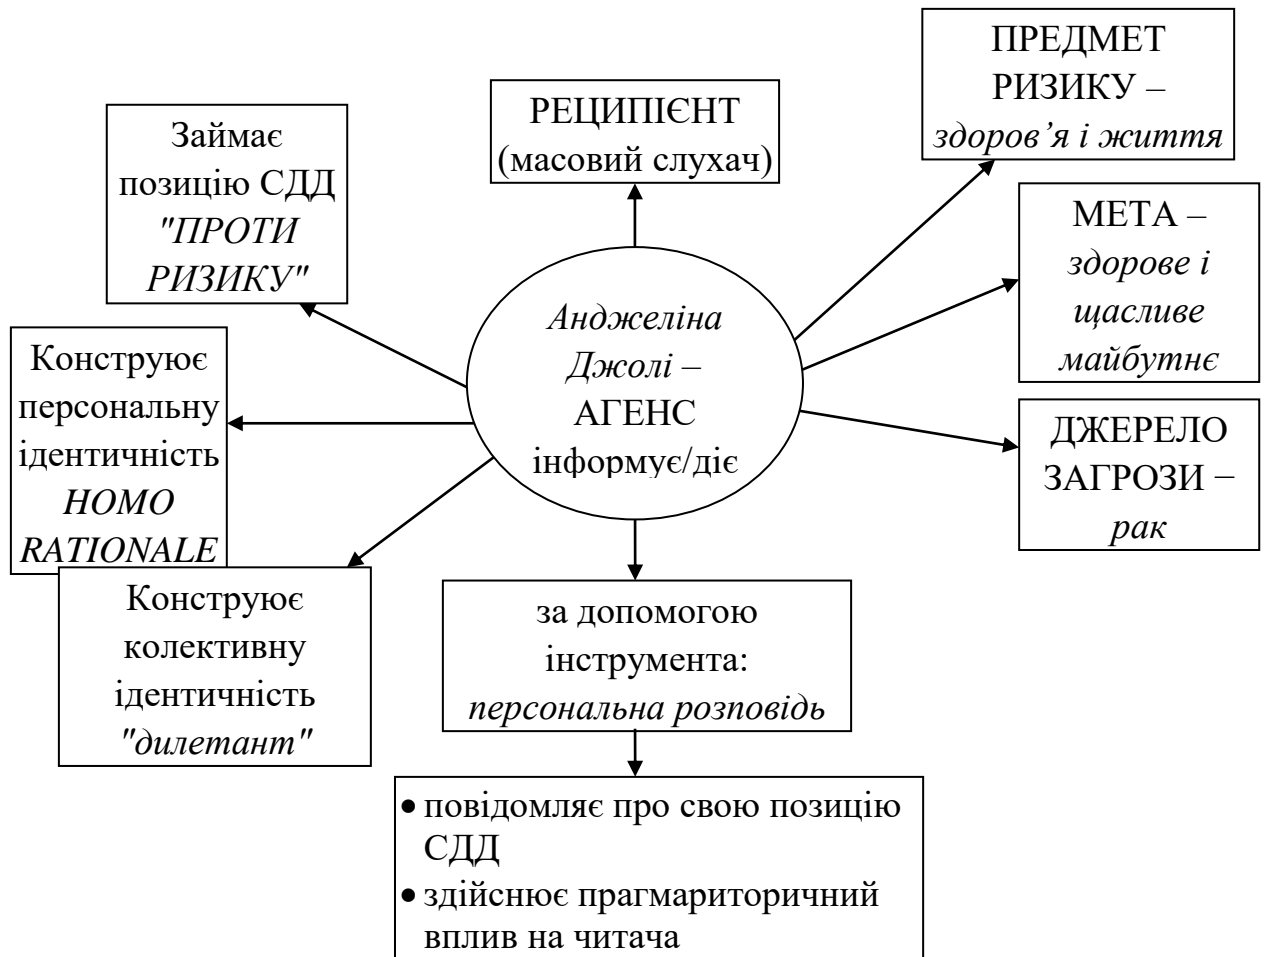 ПРЕДМЕТ
РИЗИКУ –
здоров’я і життя
РЕЦИПІЄНТ
(масовий слухач)
Займає
позицію СДД
"ПРОТИ
РИЗИКУ"
МЕТА –
здорове і
щасливе
майбутнє
Анджеліна
Джолі –
АГЕНС
інформує/діє
Конструює
персональну
ідентичність
HOMO
RATIONALE
ДЖЕРЕЛО
ЗАГРОЗИ –
рак
Конструює
колективну
ідентичність
"дилетант"
за допомогою
інструмента:
персональна розповідь
• повідомляє про свою позицію
СДД
• здійснює прагмариторичний
вплив на читача